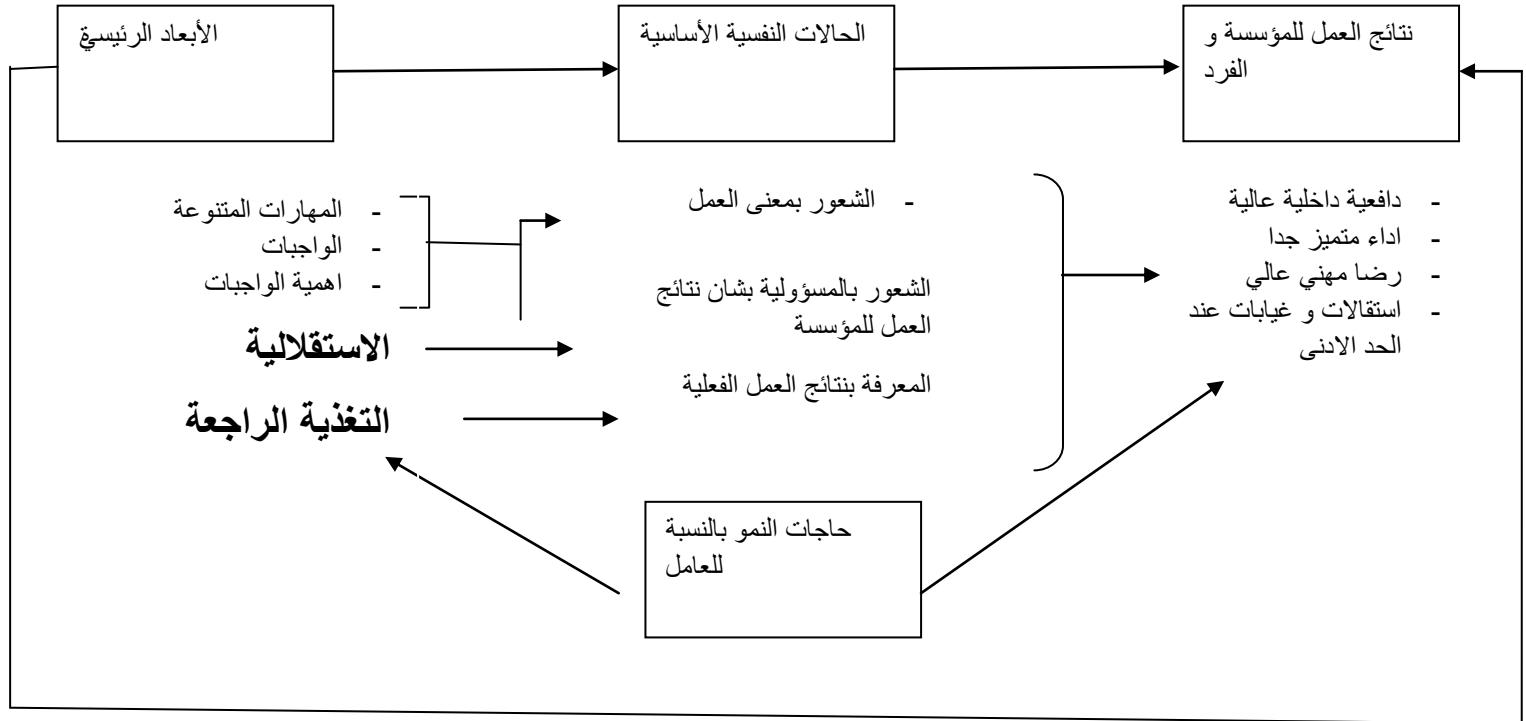 الأبعاد الرئيسية
الحالات النفسية الأساسية
نتائج العمل للمؤسسة و
الفرد
- المهارات المتنوعة
- الواجبات
- اهمية الواجبات
الاستقلالية
التغذية الراجعة
- الشعور بمعنى العمل
الشعور بالمسؤولية بشان نتائج
العمل للمؤسسة
المعرفة بنتائج العمل الفعلية
- دافعية داخلية عالية
- اداء متميز جدا
- رضا مهني عالي
- استقالات و غيابات عند
الحد الادنى
حاجات النمو بالنسبة
للعامل